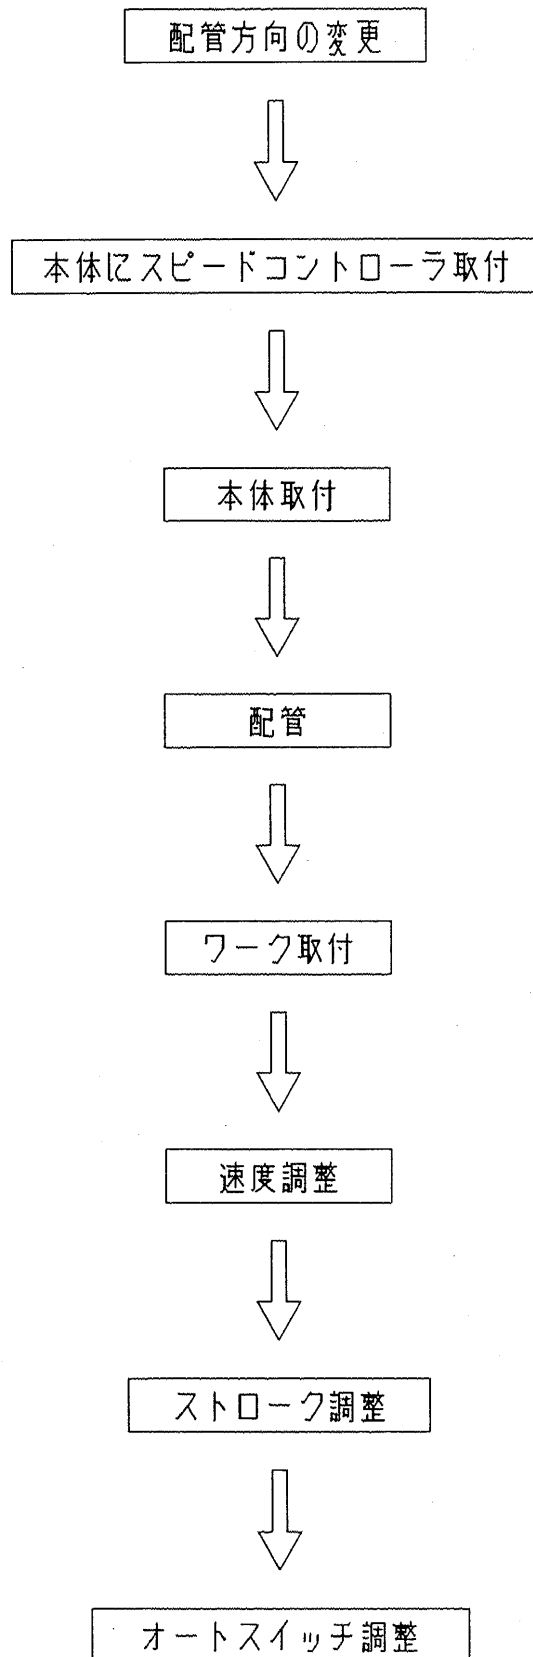 配管方向の変更
本体にスピードコントローラ取付
本体取付
配管
ワーク取付
速度調整
ストローク調整
オートスイッチ調整